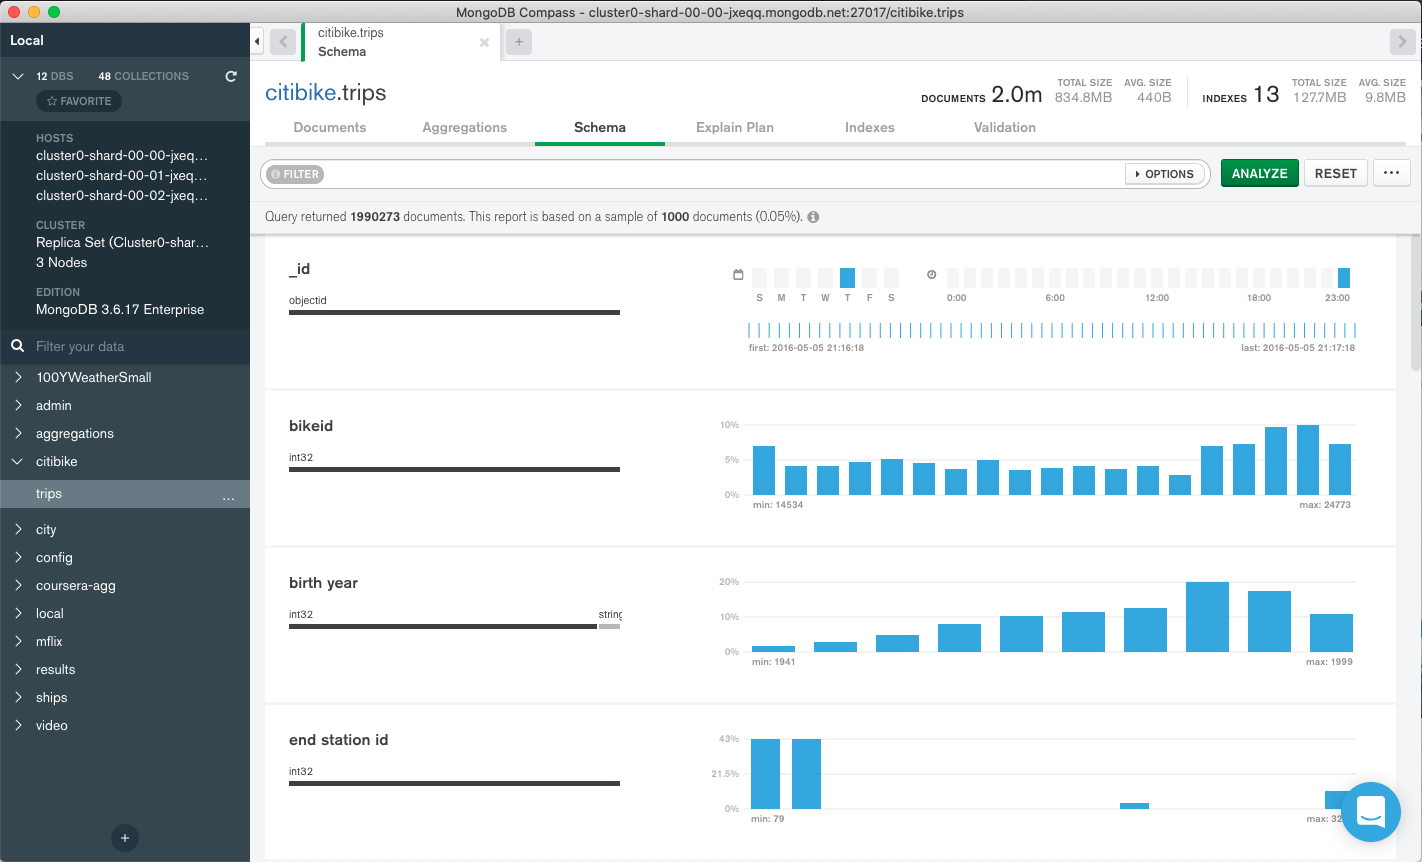 MongoDB Compass - cluster0-shard-00-00-jxeqq.mongodb.net:27017/citibike.trips
Local
12 DBS 48 COLLECTIONS
FAVORITE
HOSTS
cluster0-shard-00-00-jxeq...
cluster0-shard-00-01-jxeq...
cluster0-shard-00-02-jxeq...
CLUSTER
Replica Set (Cluster0-shar...
3 Nodes
EDITION
MongoDB 3.6.17 Enterprise
Filter your data
100YWeatherSmall
admin
aggregations
citibike
trips ...
city
config
coursera-agg
local
mflix
results
ships
video
+
citibike.trips
Schema
+
citibike.trips
DOCUMENTS 2.0m TOTAL SIZE 834.8MB AVG. SIZE 440B
INDEXES 13 TOTAL SIZE 127.7MB AVG. SIZE 9.8MB
Documents Aggregations Schema Explain Plan Indexes Validation
FILTER OPTIONS ANALYZE RESET ...
Query returned 1990273 documents. This report is based on a sample of 1000 documents (0.05%).
_id
objectid
S M T W T F S
0:00 6:00 12:00 18:00 23:00
first: 2016-05-05 21:16:18 last: 2016-05-05 21:17:18
bikeid
int32
10%
5%
0%
min: 14534 max: 24773
birth year
int32 string
20%
10%
0%
min: 1941 max: 1999
end station id
int32
43%
21.5%
0%
min: 79 max: 32